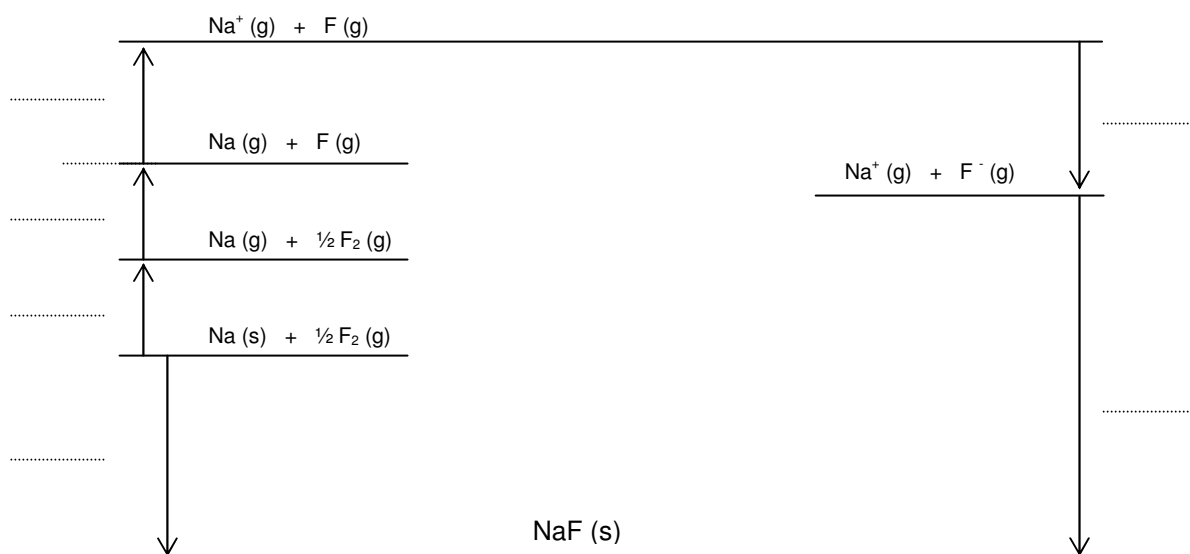 Na⁺ (g) + F (g)
Na (g) + F (g)
Na⁺ (g) + F ⁻ (g)
Na (g) + ½ F₂ (g)
Na (s) + ½ F₂ (g)
NaF (s)